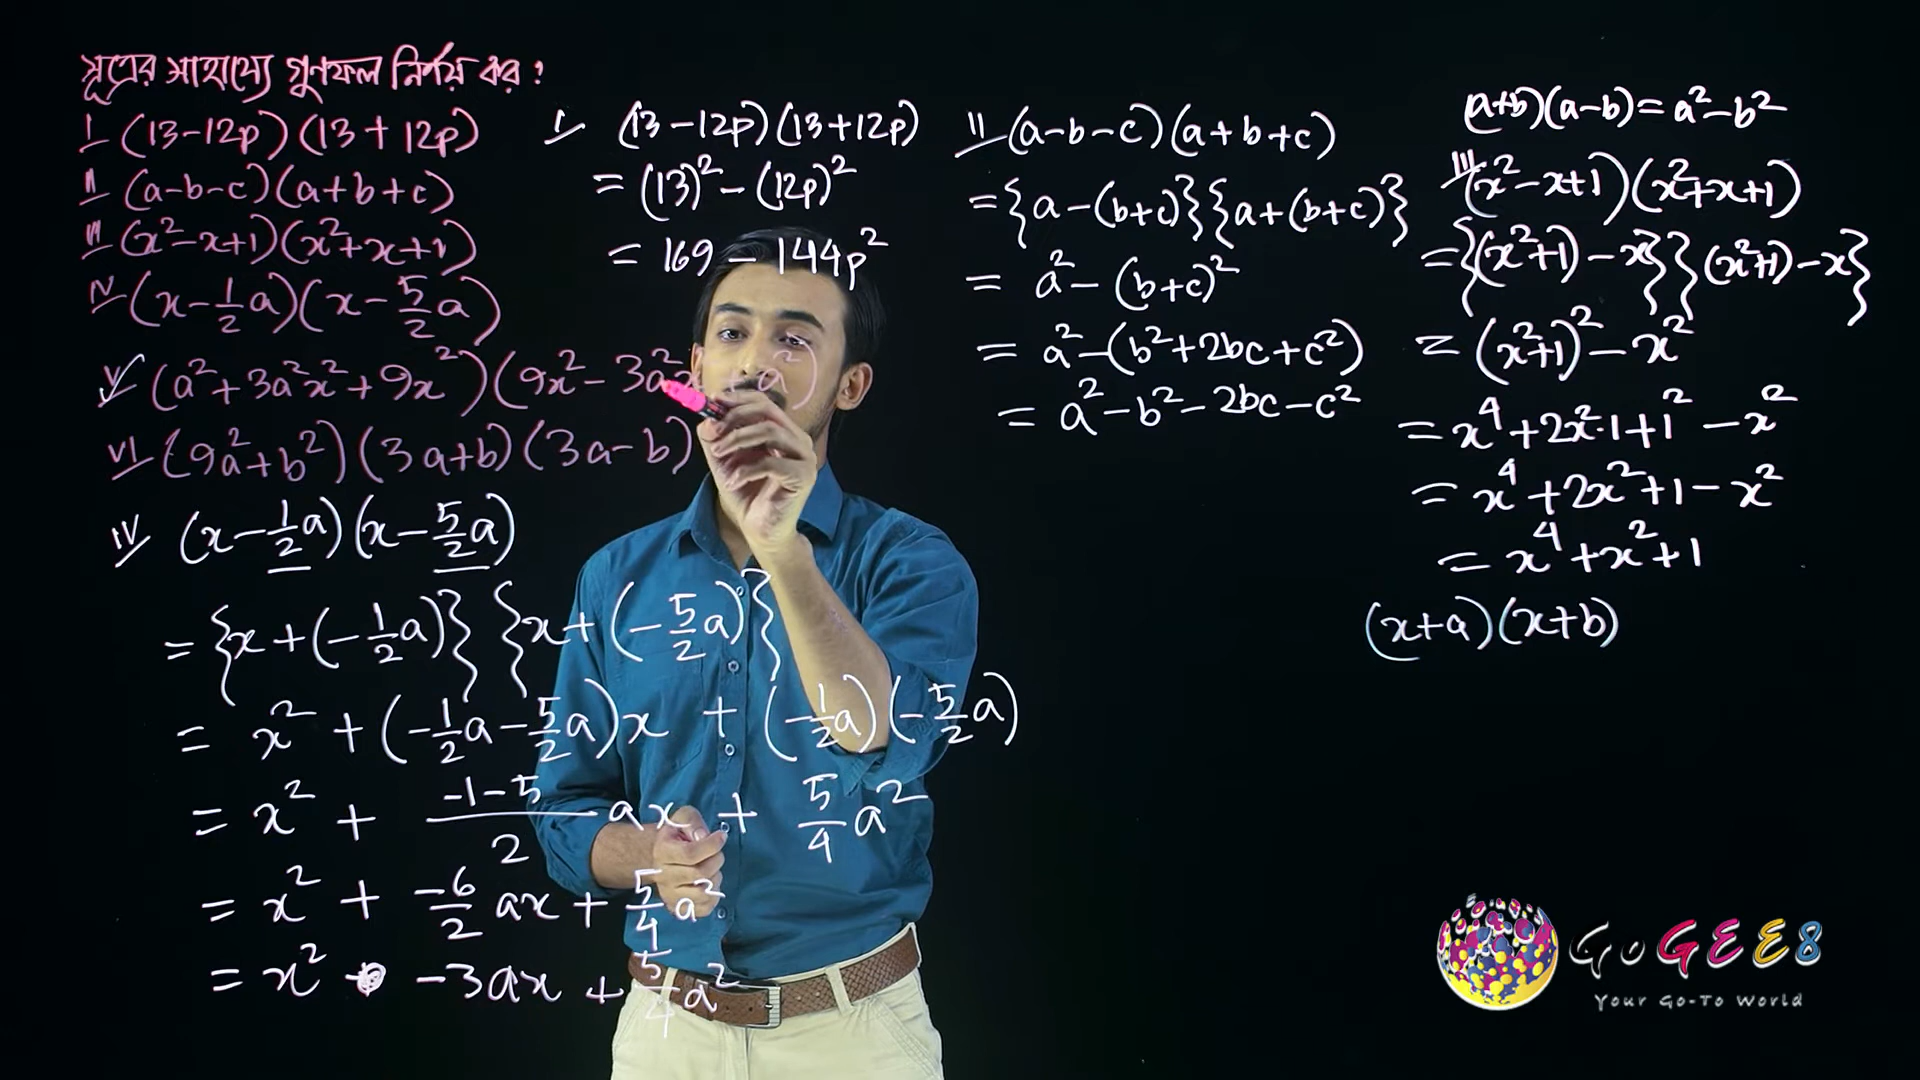 সূত্রের সাহায্যে গুণফল নির্ণয় কর ?
I (13-12p)(13+12p)
II (a-b-c)(a+b+c)
III (x²-x+1)(x²+x+1)
IV (x-1/2a)(x-5/2a)
V (a²+3a²x²+9x²)(9x²-3a²x
VI (9a²+b²)(3a+b)(3a-b)
IV (x-1/2a)(x-5/2a)
={x+(-1/2a)}{x+(-5/2a)}
= x²+(-1/2a-5/2a)x + (-1/2a)(-5/2a)
= x² + -1-5/2 ax + 5/4 a²
= x² + -6/2 ax + 5/4 a²
= x² -3ax + 5/4 a²
I (13-12p)(13+12p)
= (13)²-(12p)²
= 169-144p²
II (a-b-c)(a+b+c)
={a-(b+c)}{a+(b+c)}
= a²-(b+c)²
= a²-(b²+2bc+c²)
= a²-b²-2bc-c²
(a+b)(a-b)=a²-b²
III (x²-x+1)(x²+x+1)
={(x²+1)-x}{(x²+1)-x}
= (x²+1)²-x²
= x⁴+2x²·1+1²-x²
= x⁴+2x²+1-x²
= x⁴+x²+1
(x+a)(x+b)
GoGEE8
Your Go-To World